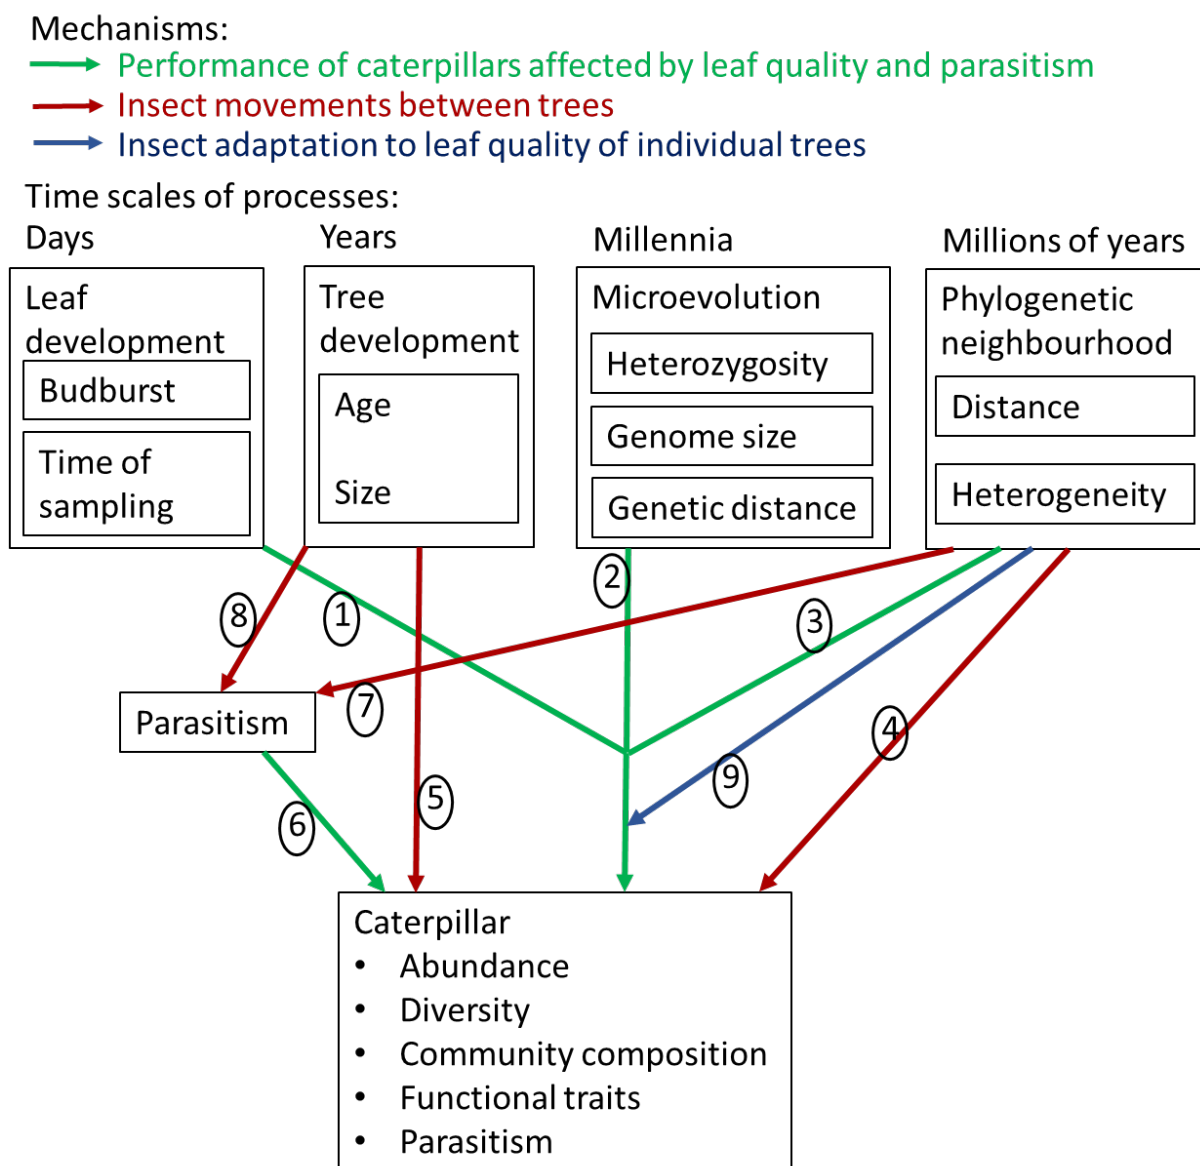 Mechanisms:
Performance of caterpillars affected by leaf quality and parasitism
Insect movements between trees
Insect adaptation to leaf quality of individual trees
Time scales of processes:
Days
Years
Millennia
Millions of years
Leaf
development
Budburst
Time of
sampling
Tree
development
Age
Size
Microevolution
Heterozygosity
Genome size
Genetic distance
Phylogenetic
neighbourhood
Distance
Heterogeneity
2
8
1
3
7
Parasitism
4
9
5
6
Caterpillar
• Abundance
• Diversity
• Community composition
• Functional traits
• Parasitism